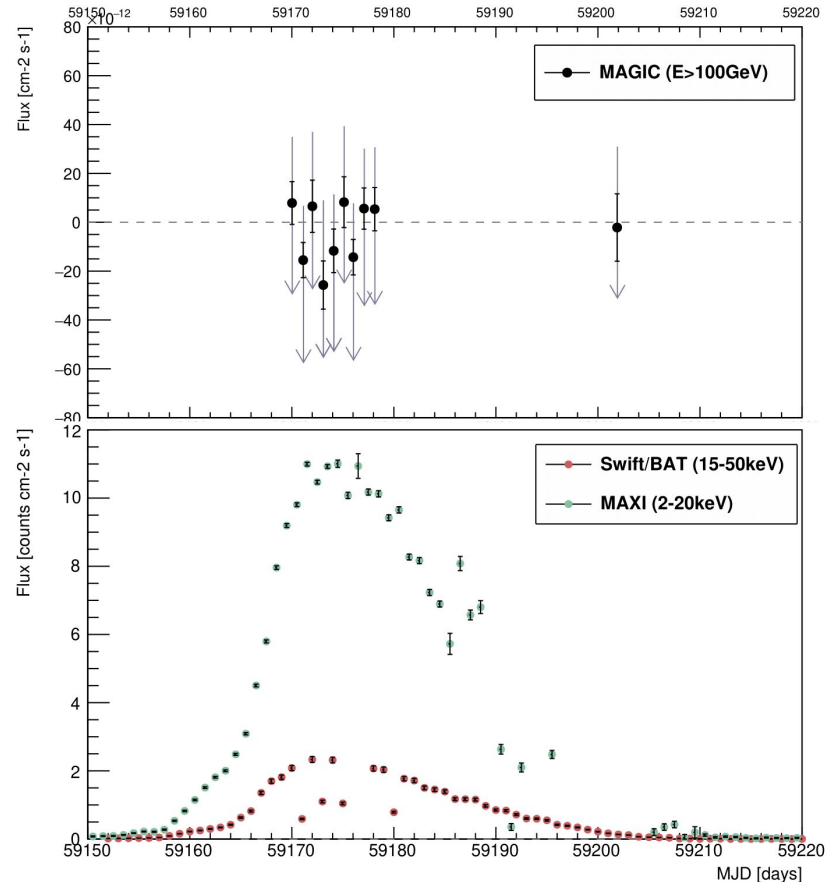 59150 59160 59170 59180 59190 59200 59210 59220
×10−12
80
60
40
20
0
−20
−40
−60
−80
Flux [cm-2 s-1]
MAGIC (E>100GeV)
12
10
8
6
4
2
0
Flux [counts cm-2 s-1]
Swift/BAT (15-50keV)
MAXI (2-20keV)
59150 59160 59170 59180 59190 59200 59210 59220
MJD [days]